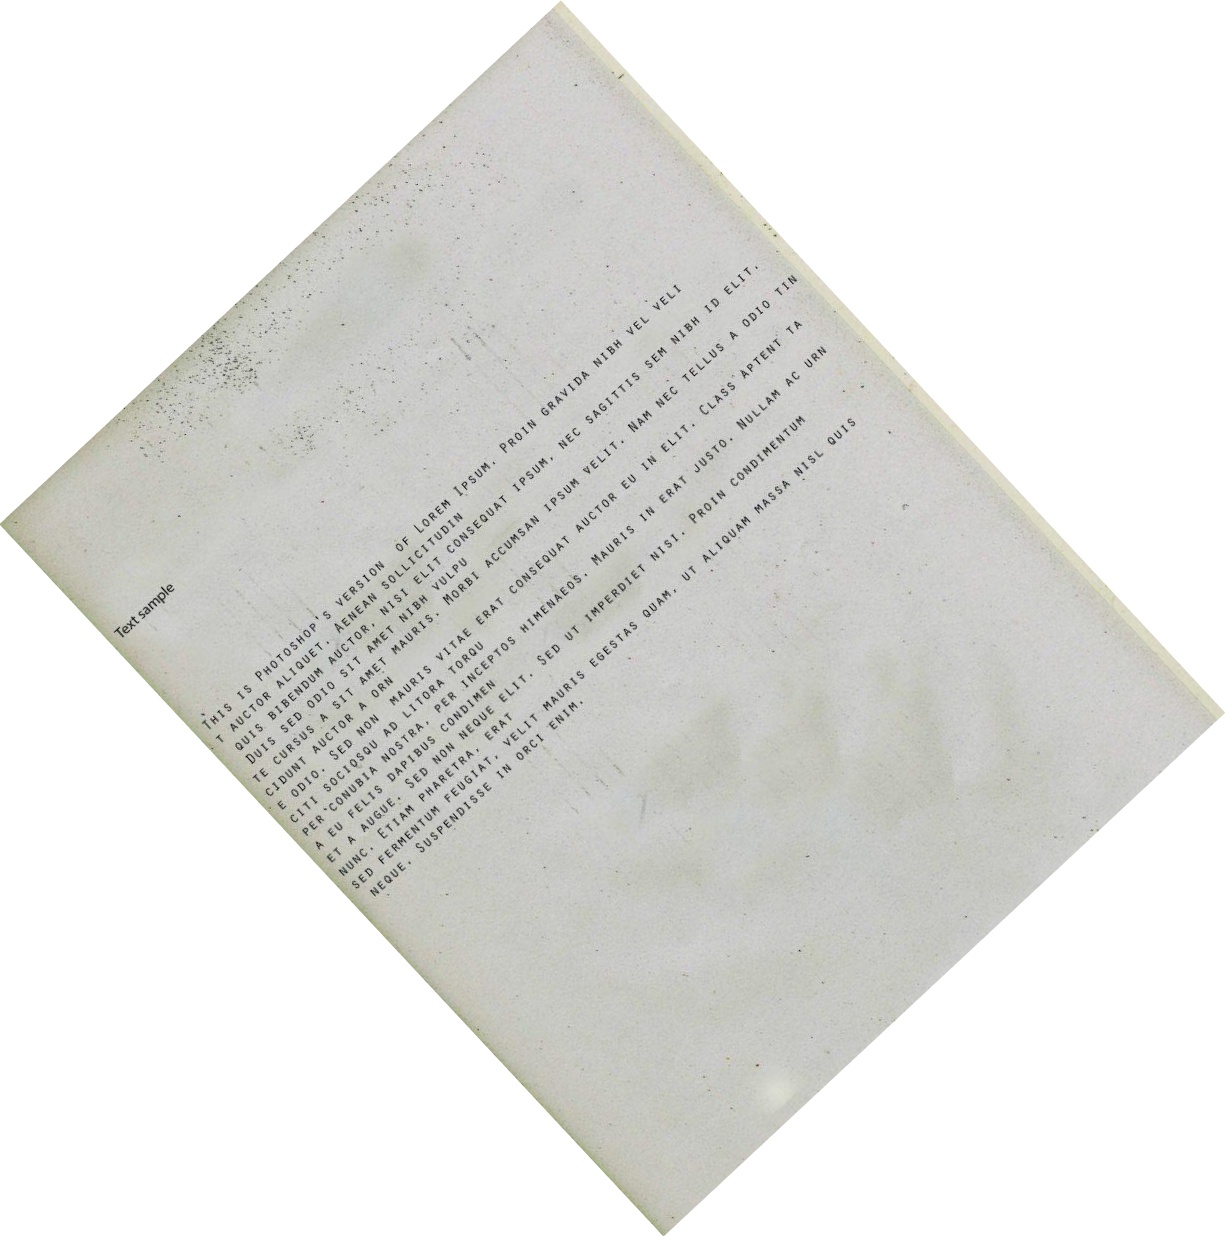 Text sample
This is Photoshop's version of Lorem Ipsum. Proin gravida nibh vel veli
t auctor aliquet. Aenean sollicitudin
quis bibendum auctor, nisi elit consequat ipsum, nec sagittis sem nibh id elit.
Duis sed odio sit amet nibh vulpu
te cursus a sit amet mauris. Morbi accumsan ipsum velit. Nam nec tellus a odio tin
cidunt auctor a orn
e odio. Sed non mauris vitae erat consequat auctor eu in elit. Class aptent ta
citi sociosqu ad litora torqu
per conubia nostra, per inceptos himenaeos. Mauris in erat justo. Nullam ac urn
a eu felis dapibus condimen
et a augue. Sed non neque elit. Sed ut imperdiet nisi. Proin condimentum
nunc. Etiam pharetra, erat
sed fermentum feugiat, velit mauris egestas quam, ut aliquam massa nisl quis
neque. Suspendisse in orci enim.